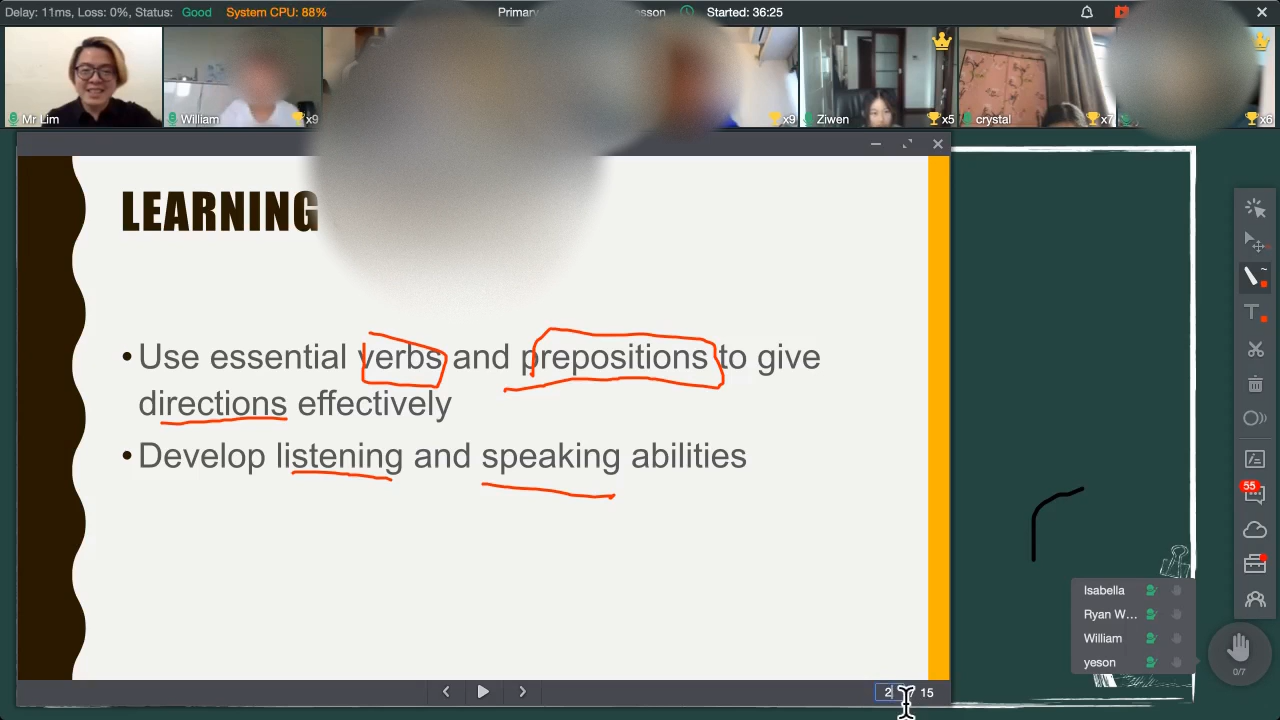 Delay: 11ms, Loss: 0%, Status: Good System CPU: 88% Primary Started: 36:25
Mr Lim William x9 x9 Ziwen x5 crystal x7 x6
LEARNING
•Use essential verbs and prepositions to give
directions effectively
•Develop listening and speaking abilities
55
Isabella
Ryan W...
William
yeson
0/7
2 15